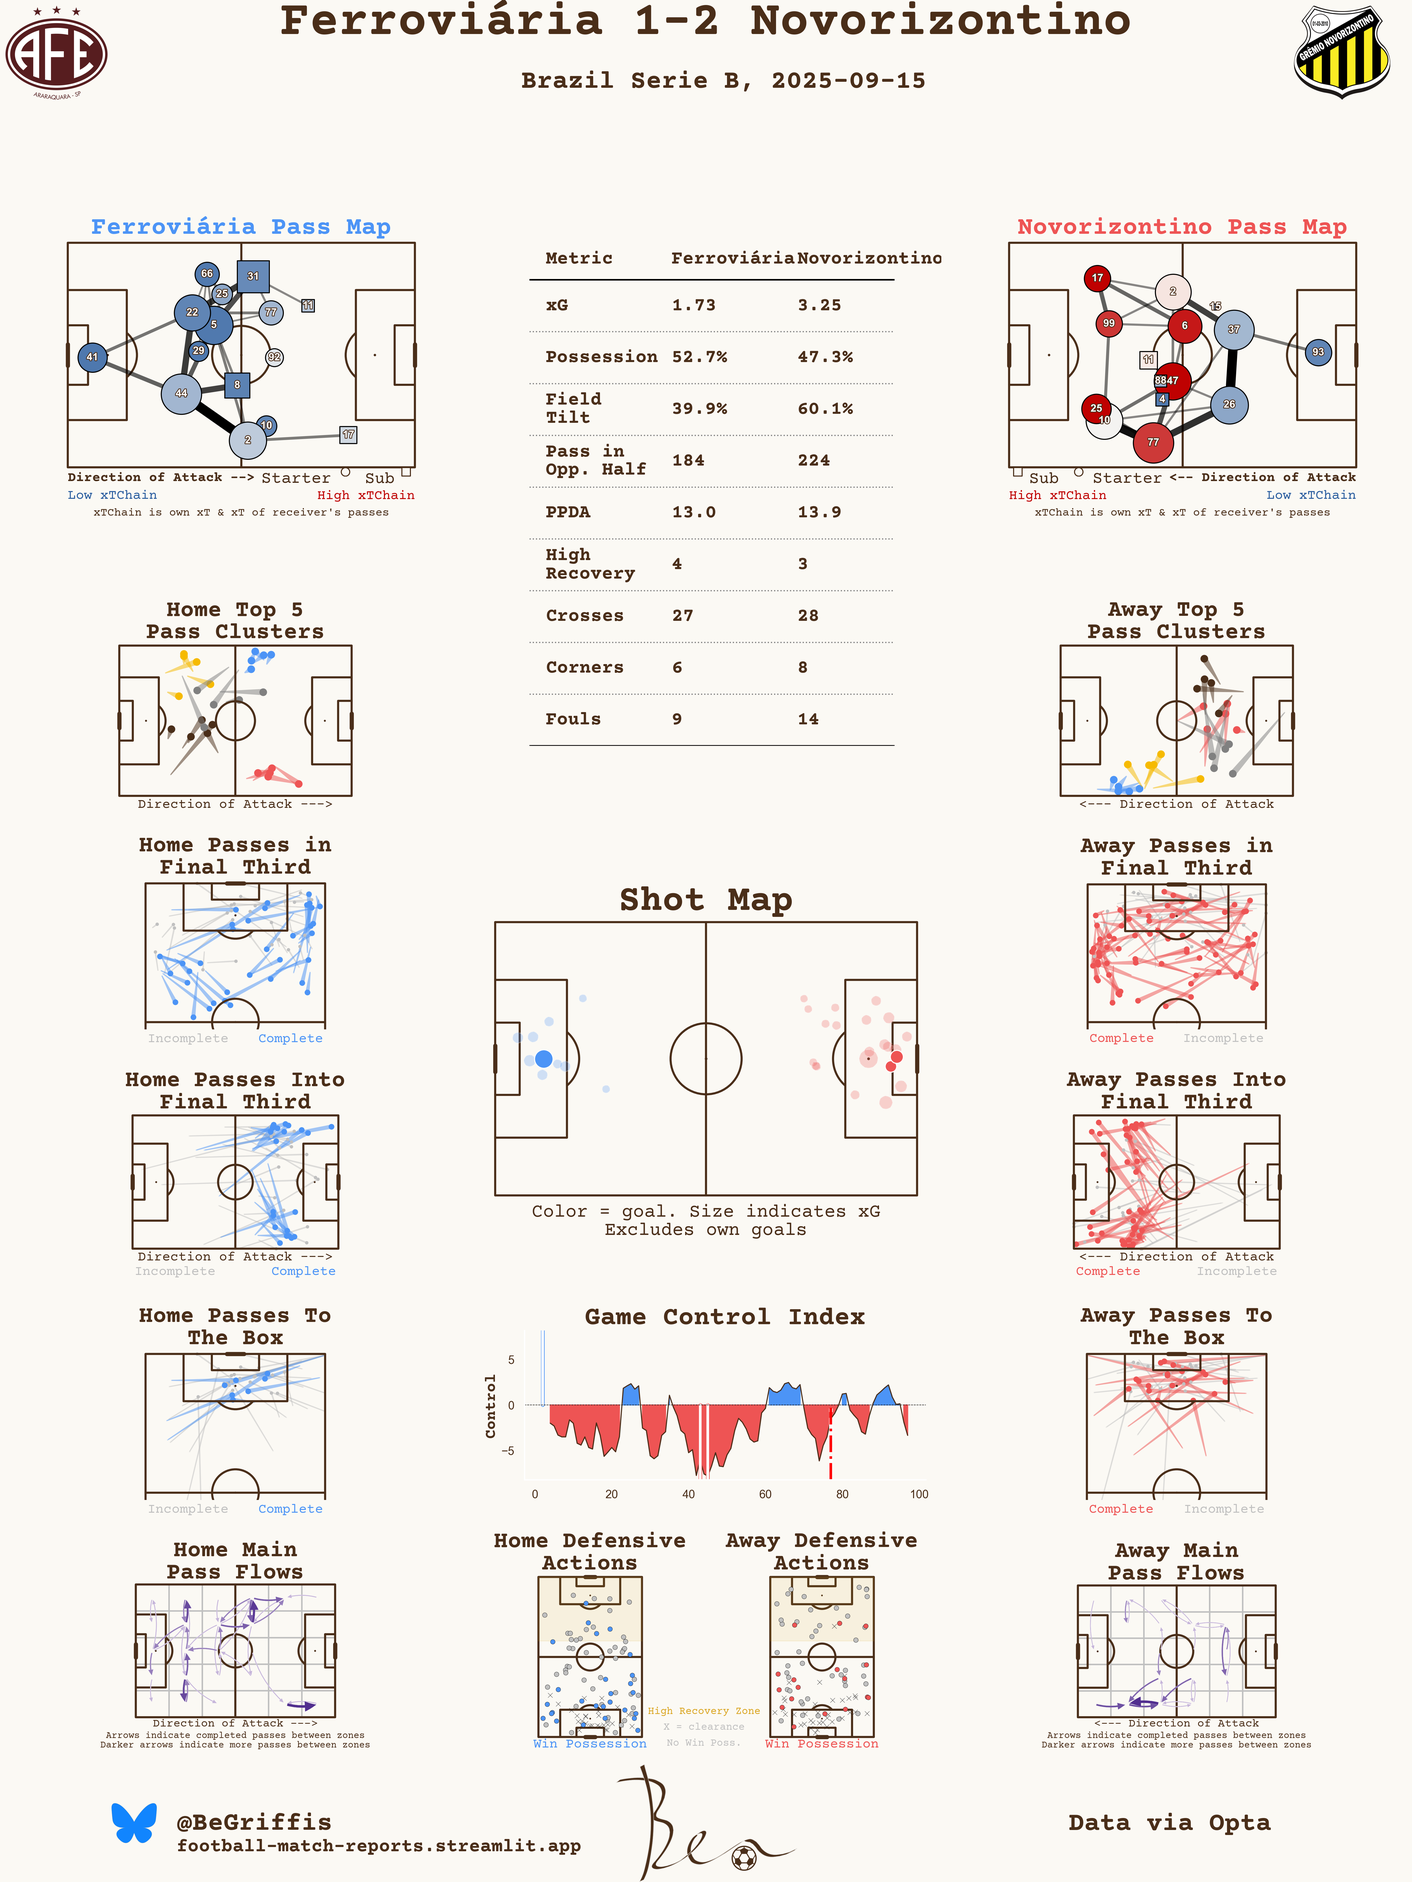 Ferroviária 1-2 Novorizontino
Brazil Serie B, 2025-09-15
AFE
ARARAQUARA - SP
GRÊMIO NOVORIZONTINO
Ferroviária Pass Map
66
31
25
11
22
5
77
29
92
41
8
44
10
2
17
Direction of Attack --> Starter Sub
Low xTChain High xTChain
xTChain is own xT & xT of receiver's passes
Metric Ferroviária Novorizontino
xG 1.73 3.25
Possession 52.7% 47.3%
Field
Tilt 39.9% 60.1%
Pass in
Opp. Half 184 224
PPDA 13.0 13.9
High
Recovery 4 3
Crosses 27 28
Corners 6 8
Fouls 9 14
Novorizontino Pass Map
17
2
15
99
6
37
11
93
88
47
4
25
10
26
77
Sub Starter <-- Direction of Attack
High xTChain Low xTChain
xTChain is own xT & xT of receiver's passes
Home Top 5
Pass Clusters
Direction of Attack --->
Away Top 5
Pass Clusters
<--- Direction of Attack
Home Passes in
Final Third
Incomplete Complete
Away Passes in
Final Third
Complete Incomplete
Shot Map
Color = goal. Size indicates xG
Excludes own goals
Home Passes Into
Final Third
Direction of Attack --->
Incomplete Complete
Away Passes Into
Final Third
<--- Direction of Attack
Complete Incomplete
Home Passes To
The Box
Incomplete Complete
Game Control Index
Control
5
0
−5
0 20 40 60 80 100
Away Passes To
The Box
Complete Incomplete
Home Main
Pass Flows
Direction of Attack --->
Arrows indicate completed passes between zones
Darker arrows indicate more passes between zones
Home Defensive
Actions
Win Possession
Away Defensive
Actions
Win Possession
High Recovery Zone
X = clearance
No Win Poss.
Away Main
Pass Flows
<--- Direction of Attack
Arrows indicate completed passes between zones
Darker arrows indicate more passes between zones
@BeGriffis
football-match-reports.streamlit.app
Ben
Data via Opta